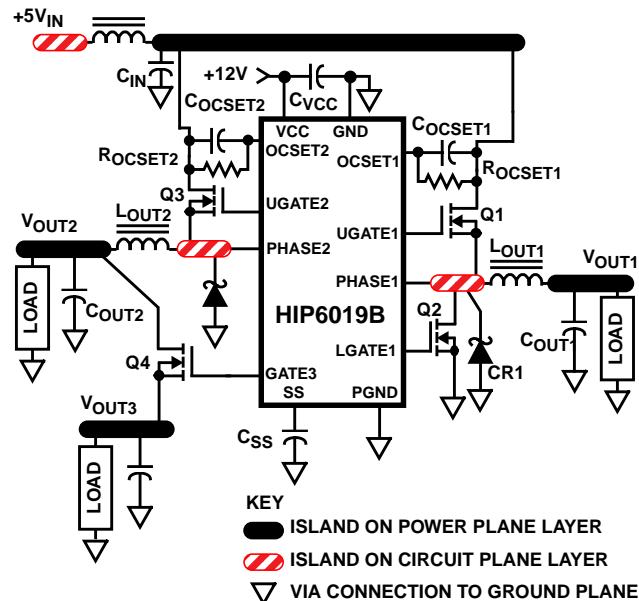 +5VIN
CIN
+12V
CVCC
COCSET2
VCC
GND
COCSET1
OCSET2
OCSET1
ROCSET2
ROCSET1
Q3
UGATE2
Q1
UGATE1
VOUT2
LOUT2
PHASE2
PHASE1
LOUT1
VOUT1
LOAD
COUT2
HIP6019B
Q2
COUT1
LOAD
Q4
LGATE1
CR1
GATE3
SS
PGND
VOUT3
CSS
LOAD
KEY
ISLAND ON POWER PLANE LAYER
ISLAND ON CIRCUIT PLANE LAYER
VIA CONNECTION TO GROUND PLANE